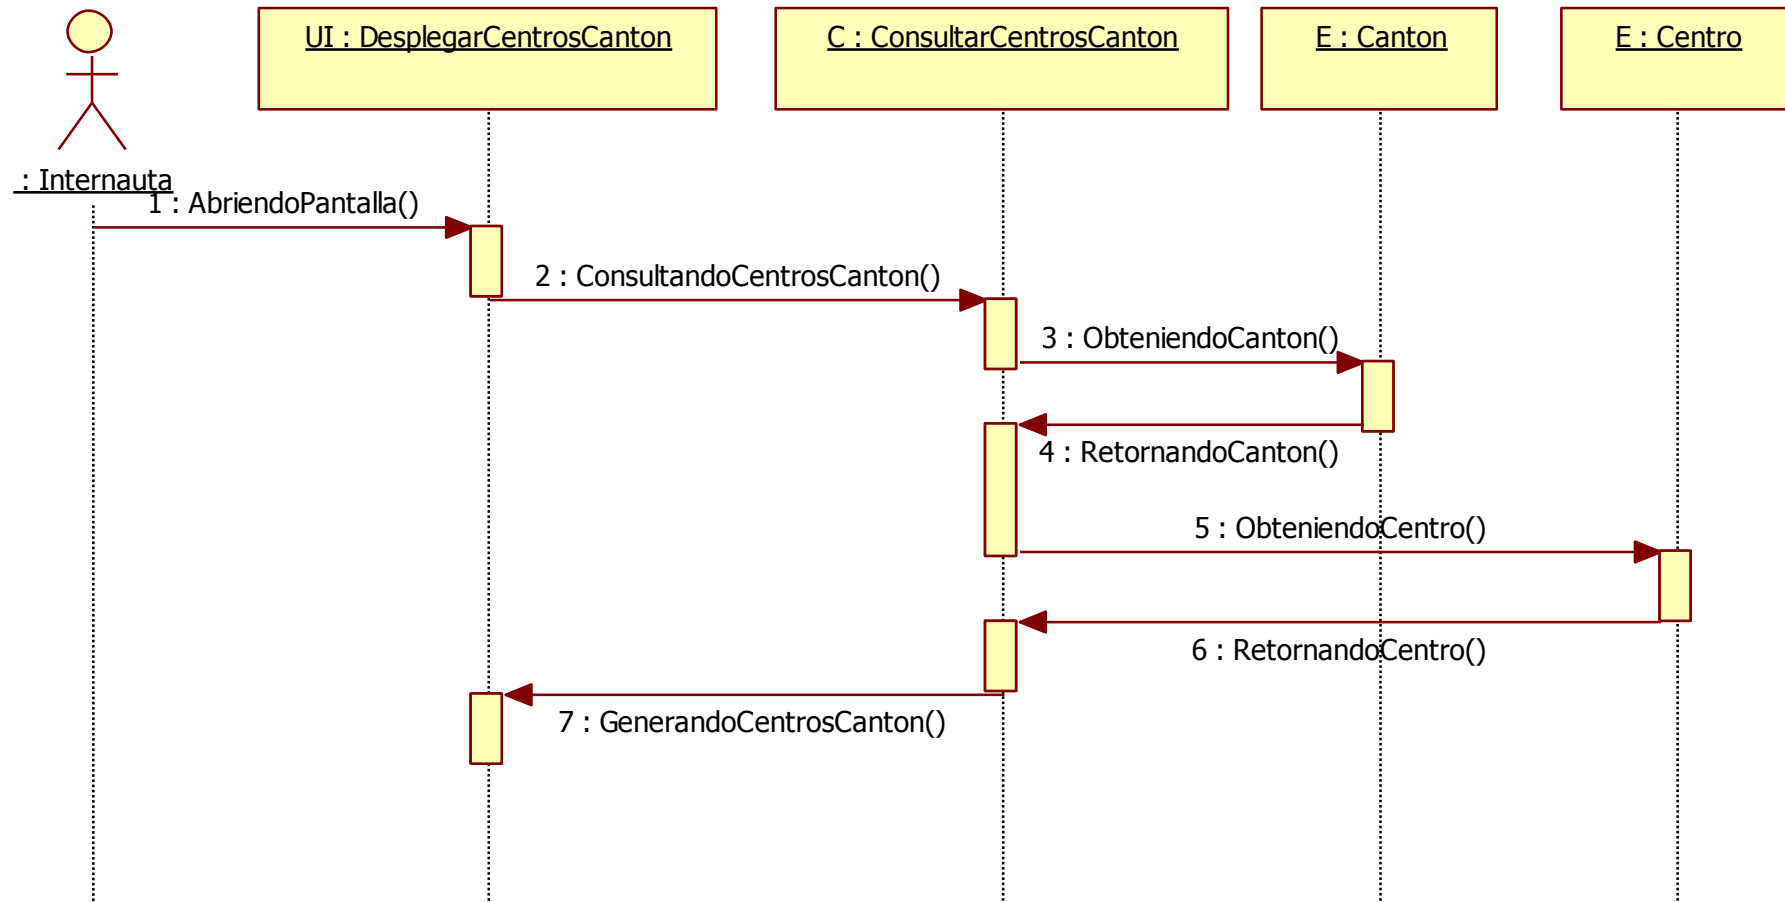 UI : DesplegarCentrosCanton
C : ConsultarCentrosCanton
E : Canton
E : Centro
: Internauta
1 : AbriendoPantalla()
2 : ConsultandoCentrosCanton()
3 : ObteniendoCanton()
4 : RetornandoCanton()
5 : ObteniendoCentro()
6 : RetornandoCentro()
7 : GenerandoCentrosCanton()